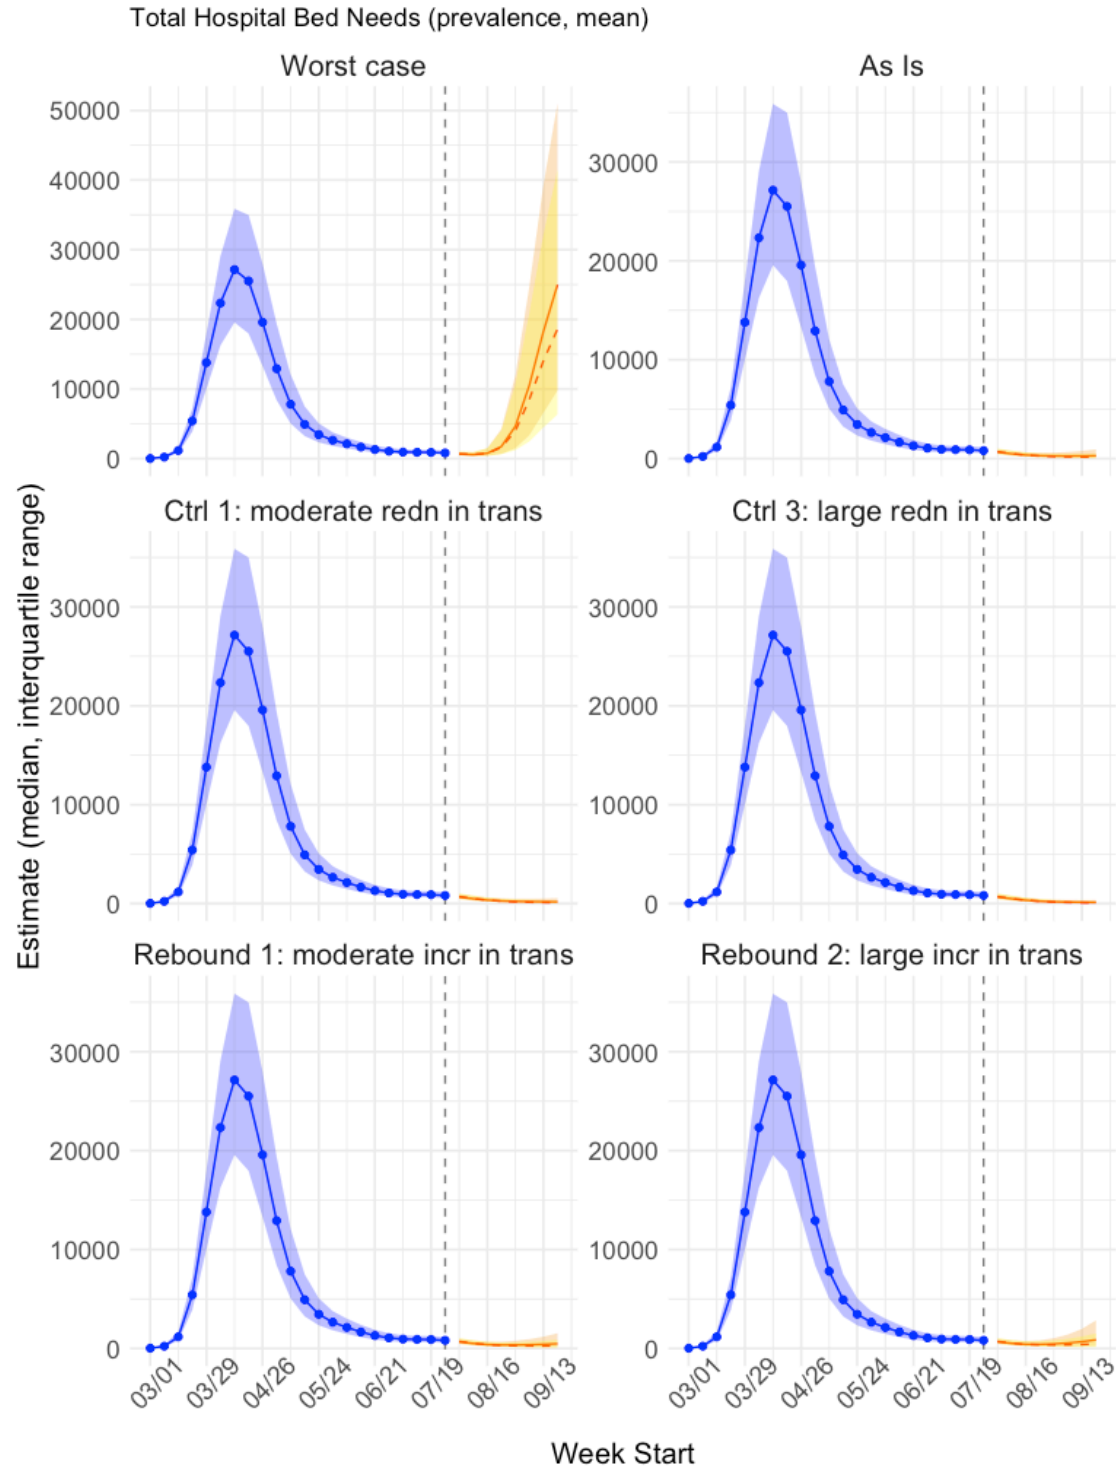 Total Hospital Bed Needs (prevalence, mean)
Worst case
As Is
50000
40000
30000
20000
10000
0
30000
20000
10000
0
Estimate (median, interquartile range)
Ctrl 1: moderate redn in trans
Ctrl 3: large redn in trans
30000
20000
10000
0
30000
20000
10000
0
Rebound 1: moderate incr in trans
Rebound 2: large incr in trans
30000
20000
10000
0
30000
20000
10000
0
03/01 03/29 04/26 05/24 06/21 07/19 08/16 09/13
03/01 03/29 04/26 05/24 06/21 07/19 08/16 09/13
Week Start